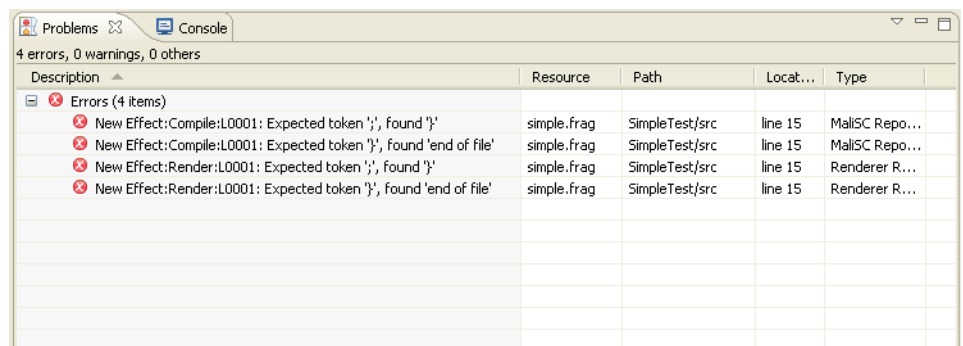 Problems Console
4 errors, 0 warnings, 0 others
Description Resource Path Locat... Type
Errors (4 items)
New Effect:Compile:L0001: Expected token ';', found '}' simple.frag SimpleTest/src line 15 MaliSC Repo...
New Effect:Compile:L0001: Expected token '}', found 'end of file' simple.frag SimpleTest/src line 15 MaliSC Repo...
New Effect:Render:L0001: Expected token ';', found '}' simple.frag SimpleTest/src line 15 Renderer R...
New Effect:Render:L0001: Expected token '}', found 'end of file' simple.frag SimpleTest/src line 15 Renderer R...